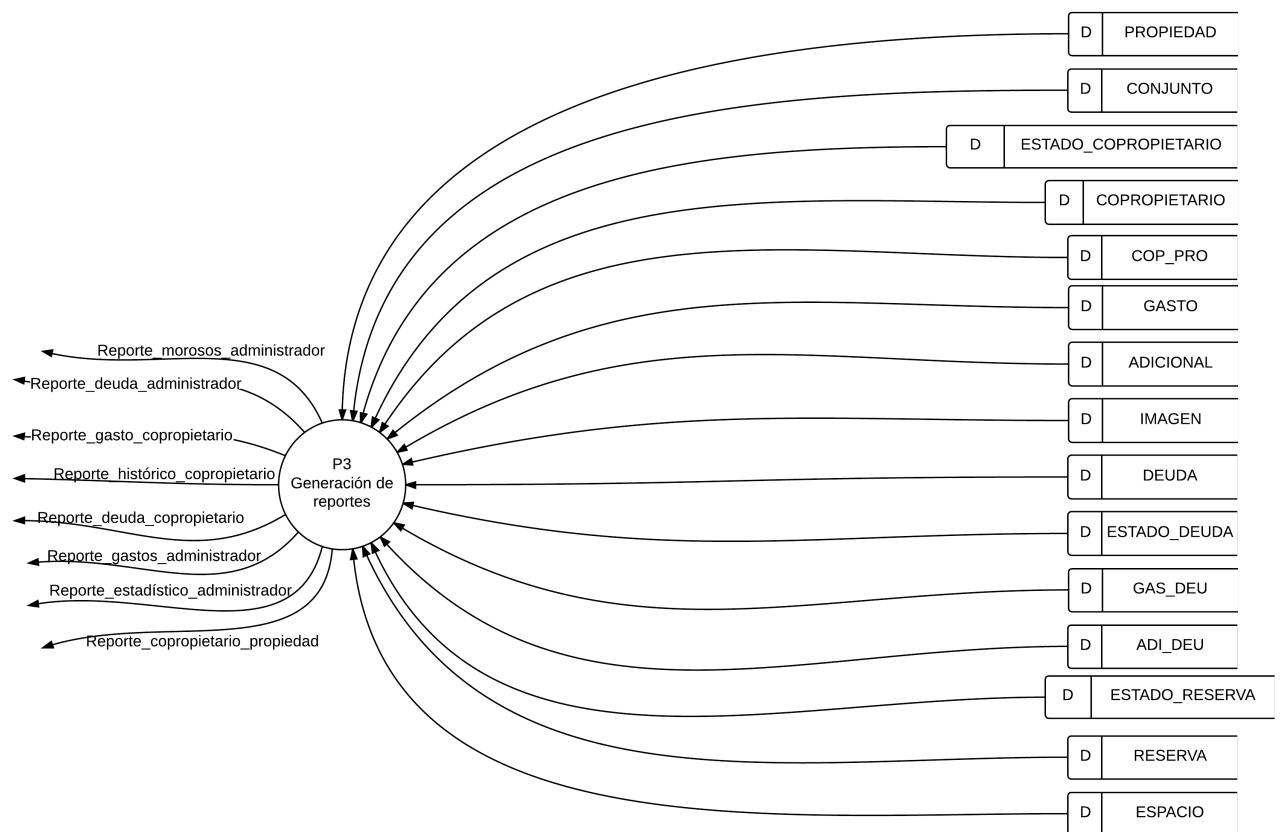 D PROPIEDAD
D CONJUNTO
D ESTADO_COPROPIETARIO
D COPROPIETARIO
D COP_PRO
D GASTO
D ADICIONAL
D IMAGEN
D DEUDA
D ESTADO_DEUDA
D GAS_DEU
D ADI_DEU
D ESTADO_RESERVA
D RESERVA
D ESPACIO
Reporte_morosos_administrador
Reporte_deuda_administrador
Reporte_gasto_copropietario
Reporte_histórico_copropietario
Reporte_deuda_copropietario
Reporte_gastos_administrador
Reporte_estadístico_administrador
Reporte_copropietario_propiedad
P3
Generación de
reportes